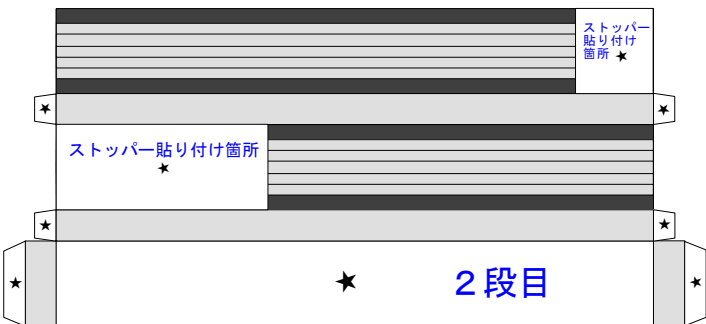 ストッパー
貼り付け
箇所 ★
★ ★
ストッパー貼り付け箇所
★
★ ★
★ ★ ２段目 ★